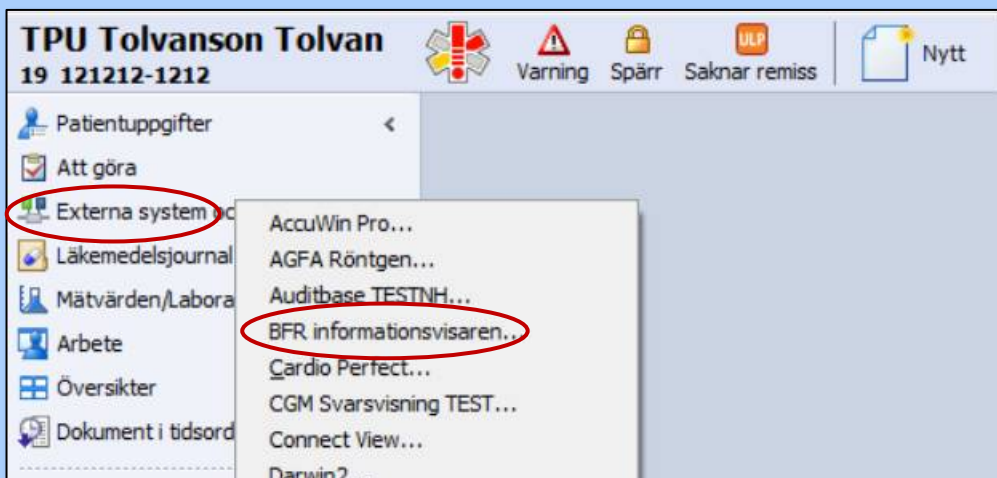 TPU Tolvanson Tolvan
19 121212-1212
Varning
Spärr
ULP
Saknar remiss
Nytt
Patientuppgifter
Att göra
Externa system oc
Läkemedelsjournal
Mätvärden/Labora
Arbete
Översikter
Dokument i tidsord
AccuWin Pro...
AGFA Röntgen...
Auditbase TESTNH...
BFR informationsvisaren...
Cardio Perfect...
CGM Svarsvisning TEST...
Connect View...
Darwin2...